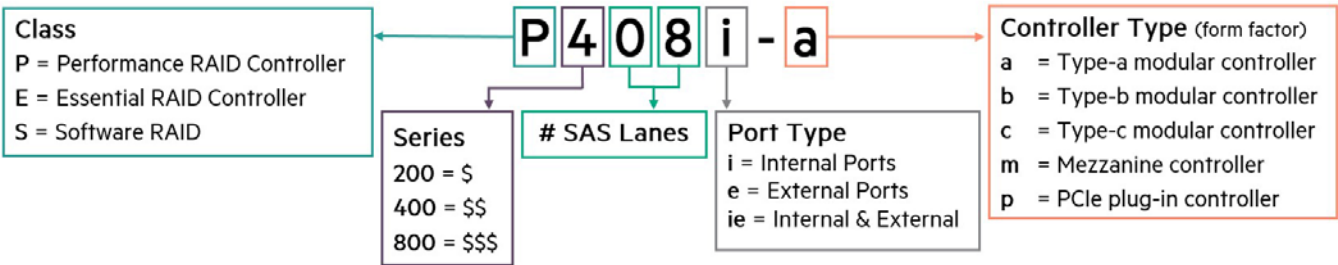 P408i-a
Class
P = Performance RAID Controller
E = Essential RAID Controller
S = Software RAID
Series
200 = $
400 = $$
800 = $$$
# SAS Lanes
Port Type
i = Internal Ports
e = External Ports
ie = Internal & External
Controller Type (form factor)
a = Type-a modular controller
b = Type-b modular controller
c = Type-c modular controller
m = Mezzanine controller
p = PCIe plug-in controller